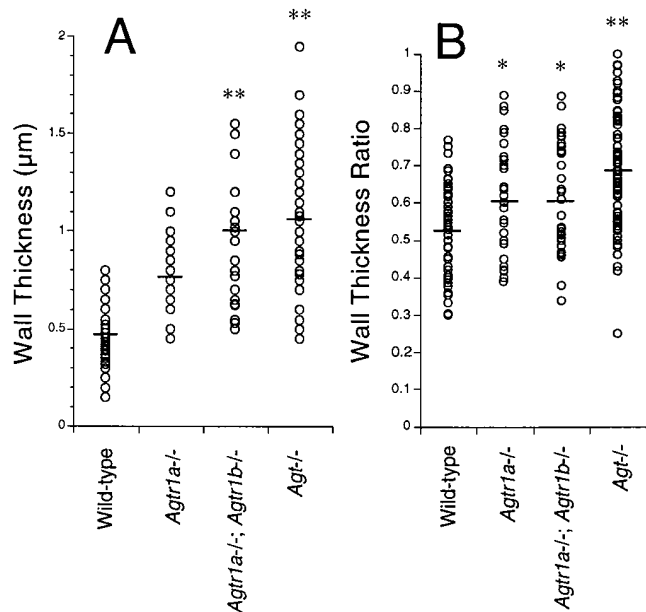 A
Wall Thickness (µm)
2
1.5
1
0.5
0
**
**
Wild-type
Agtr1a-/-
Agtr1a-/-; Agtr1b-/-
Agt-/-
B
Wall Thickness Ratio
1
0.9
0.8
0.7
0.6
0.5
0.4
0.3
0.2
0.1
0
*
*
**
Wild-type
Agtr1a-/-
Agtr1a-/-; Agtr1b-/-
Agt-/-